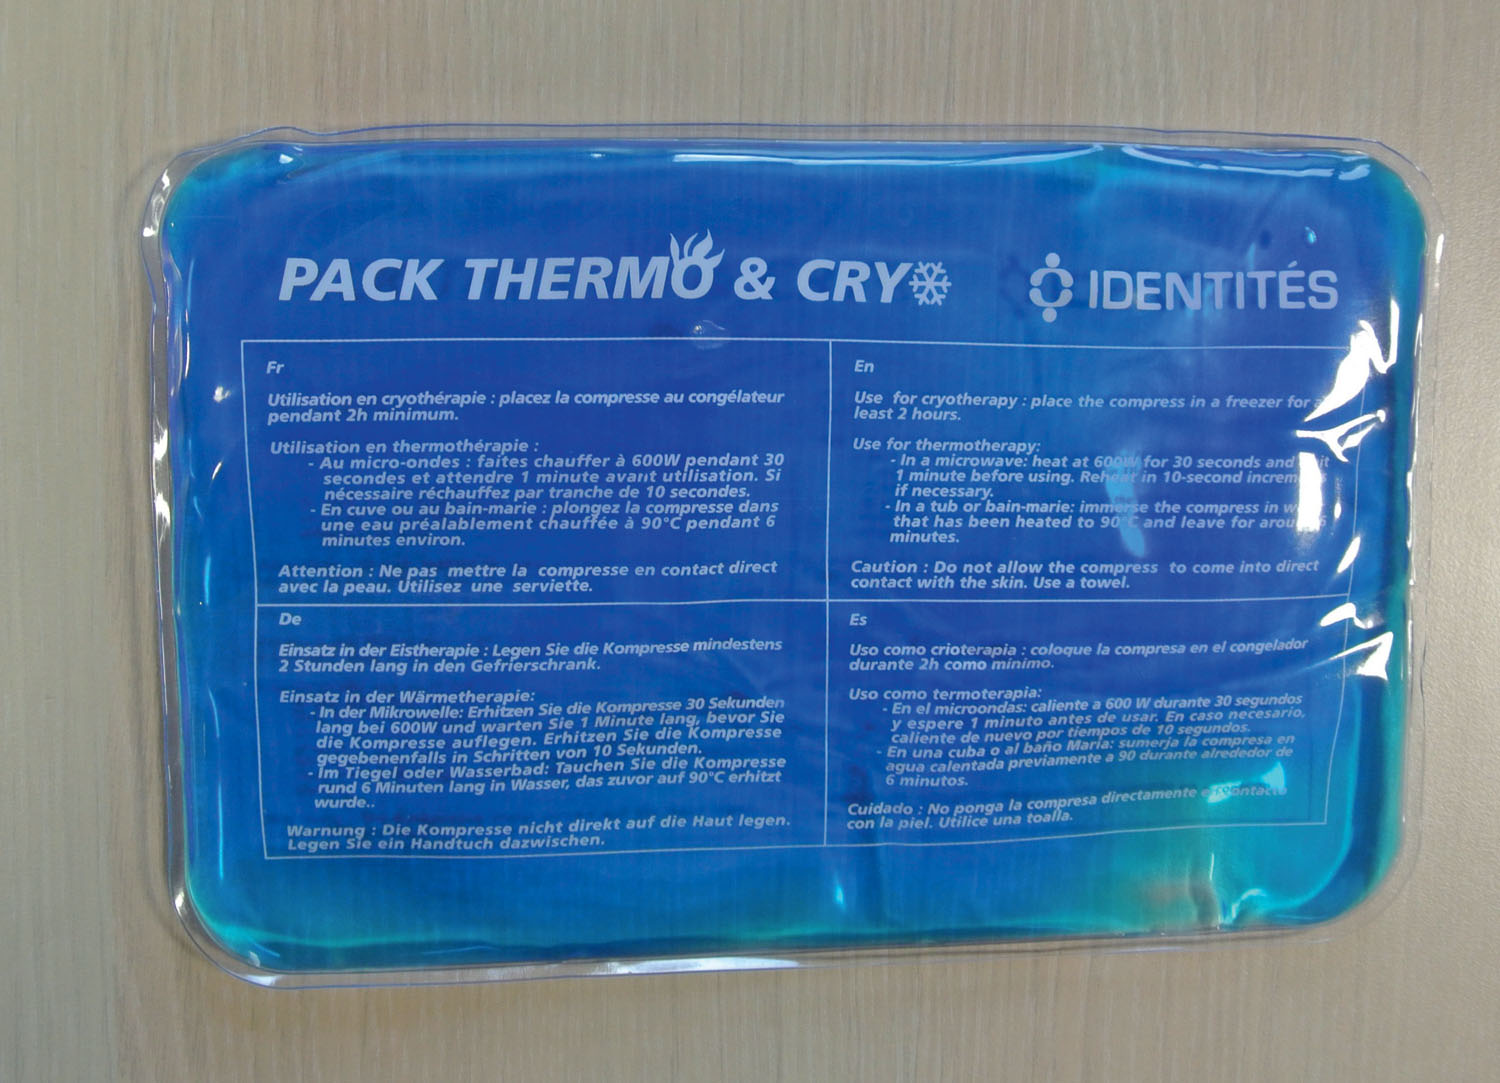 PACK THERMO & CRYO
IDENTITÉS
Fr
Utilisation en cryothérapie : placez la compresse au congélateur
pendant 2h minimum.
Utilisation en thermothérapie :
- Au micro-ondes : faites chauffer à 600W pendant 30
secondes et attendre 1 minute avant utilisation. Si
nécessaire réchauffez par tranche de 10 secondes.
- En cuve ou au bain-marie : plongez la compresse dans
une eau préalablement chauffée à 90°C pendant 6
minutes environ.
Attention : Ne pas mettre la compresse en contact direct
avec la peau. Utilisez une serviette.
En
Use for cryotherapy : place the compress in a freezer for
least 2 hours.
Use for thermotherapy:
- In a microwave: heat at 600W for 30 seconds and
1 minute before using. Reheat in 10-second
if necessary.
- In a tub or bain-marie: immerse the compress in
that has been heated to 90°C and leave for
minutes.
Caution : Do not allow the compress to come into direct
contact with the skin. Use a towel.
De
Einsatz in der Eistherapie : Legen Sie die Kompresse mindestens
2 Stunden lang in den Gefrierschrank.
Einsatz in der Wärmetherapie:
- In der Mikrowelle: Erhitzen Sie die Kompresse 30 Sekunden
lang bei 600W und warten Sie 1 Minute lang, bevor Sie
die Kompresse auflegen. Erhitzen Sie die Kompresse
gegebenenfalls in Schritten von 10 Sekunden.
- Im Tiegel oder Wasserbad: Tauchen Sie die Kompresse
rund 6 Minuten lang in Wasser, das zuvor auf 90°C erhitzt
wurde..
Warnung : Die Kompresse nicht direkt auf die Haut legen.
Legen Sie ein Handtuch dazwischen.
Es
Uso como crioterapia : coloque la compresa en el congelador
durante 2h como mínimo.
Uso como termoterapia:
- En el microondas: caliente a 600 W durante 30 segundos
y espere 1 minuto antes de usar. En caso necesario,
caliente de nuevo por tiempos de 10 segundos.
- En una cuba o al baño María: sumerja la compresa en
agua calentada previamente a 90 durante alrededor de
6 minutos.
Cuidado : No ponga la compresa directamente contacto
con la piel. Utilice una toalla.